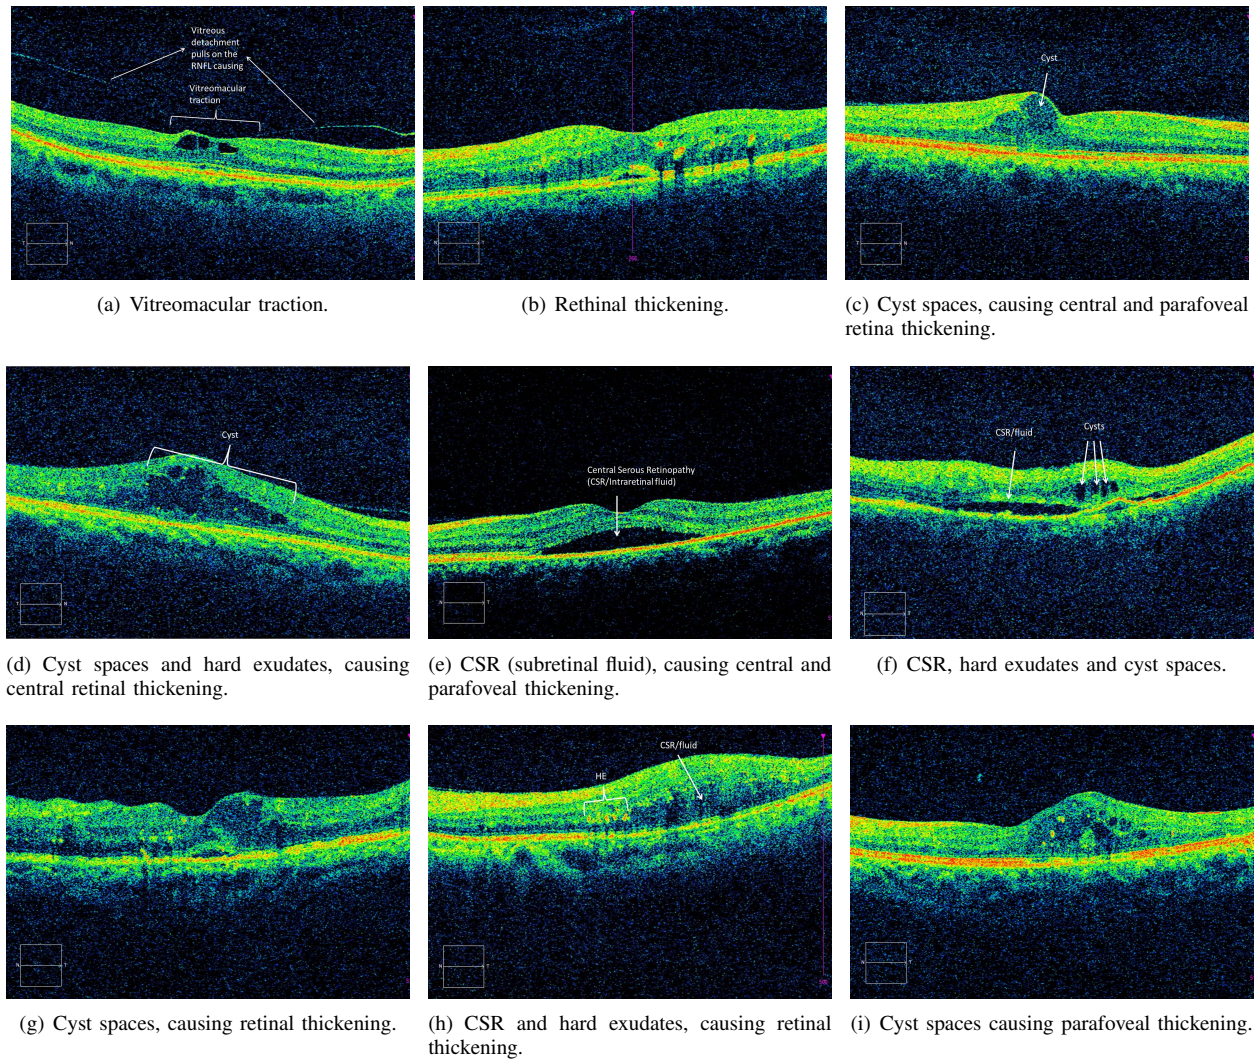 Vitreous
detachment
pulls on the
RNFL causing
Vitreomacular
traction
Cyst
(a) Vitreomacular traction.
(b) Rethinal thickening.
(c) Cyst spaces, causing central and parafoveal
retina thickening.
Cyst
Central Serous Retinopathy
(CSR/Intraretinal fluid)
CSR/fluid
Cysts
(d) Cyst spaces and hard exudates, causing
central retinal thickening.
(e) CSR (subretinal fluid), causing central and
parafoveal thickening.
(f) CSR, hard exudates and cyst spaces.
HE
CSR/fluid
(g) Cyst spaces, causing retinal thickening.
(h) CSR and hard exudates, causing retinal
thickening.
(i) Cyst spaces causing parafoveal thickening.